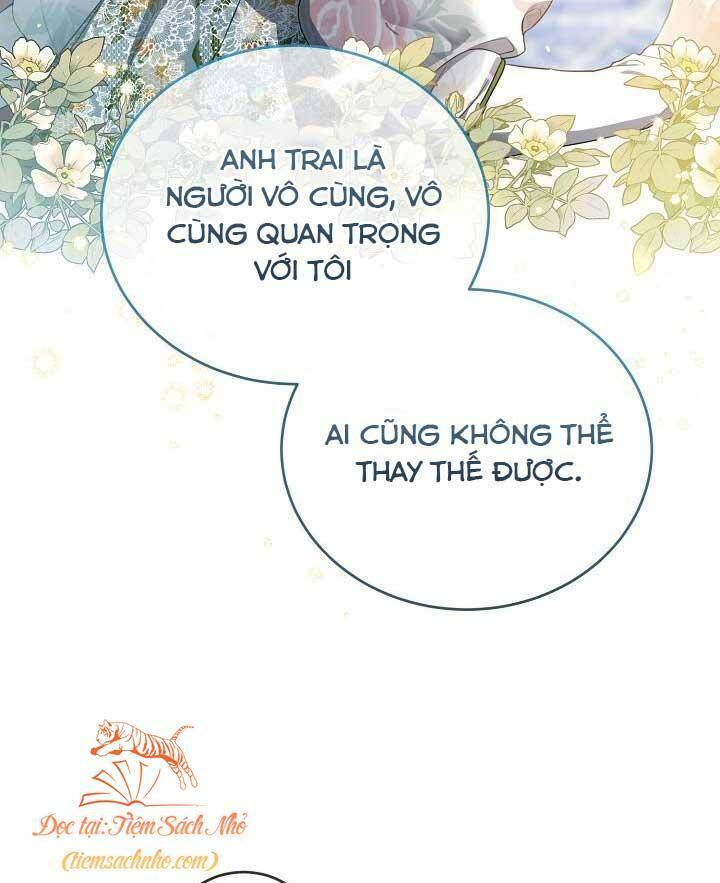 ANH TRAI LÀ
NGƯỜI VÔ CÙNG, VÔ
CÙNG QUAN TRỌNG
VỚI TÔI
AI CŨNG KHÔNG THỂ
THAY THẾ ĐƯỢC.
Đọc tại: Tiệm Sách Nhỏ
(tiemsachnho.com)